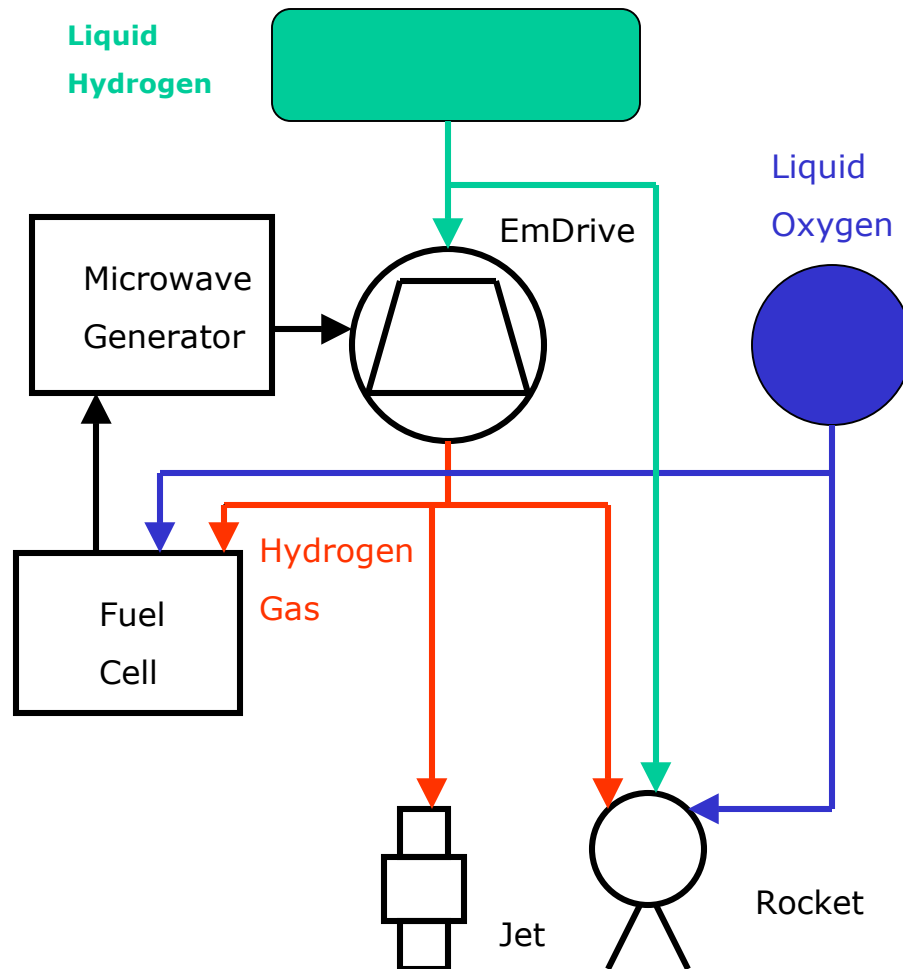 Liquid
Hydrogen
Liquid
Oxygen
EmDrive
Microwave
Generator
Hydrogen
Gas
Fuel
Cell
Jet
Rocket